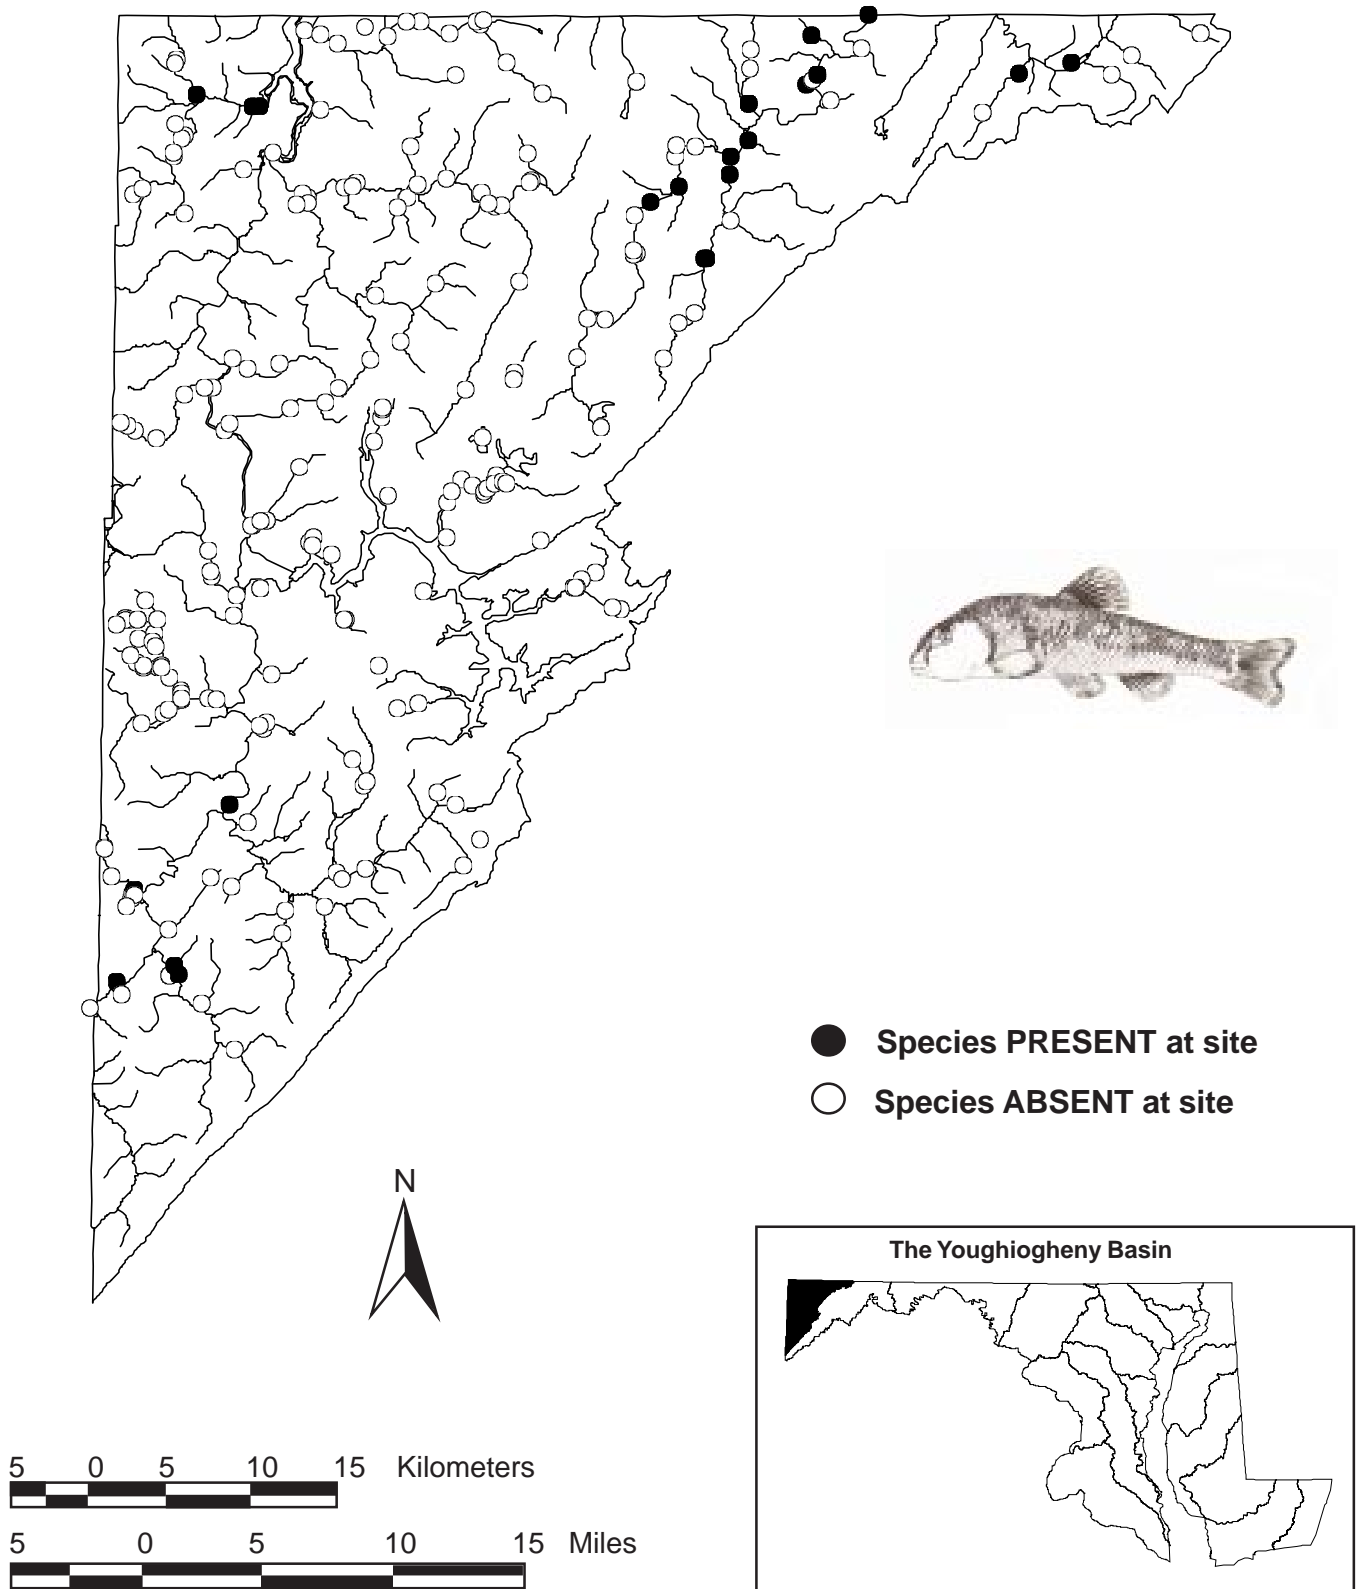 Species PRESENT at site
Species ABSENT at site
N
The Youghiogheny Basin
5 0 5 10 15 Kilometers
5 0 5 10 15 Miles